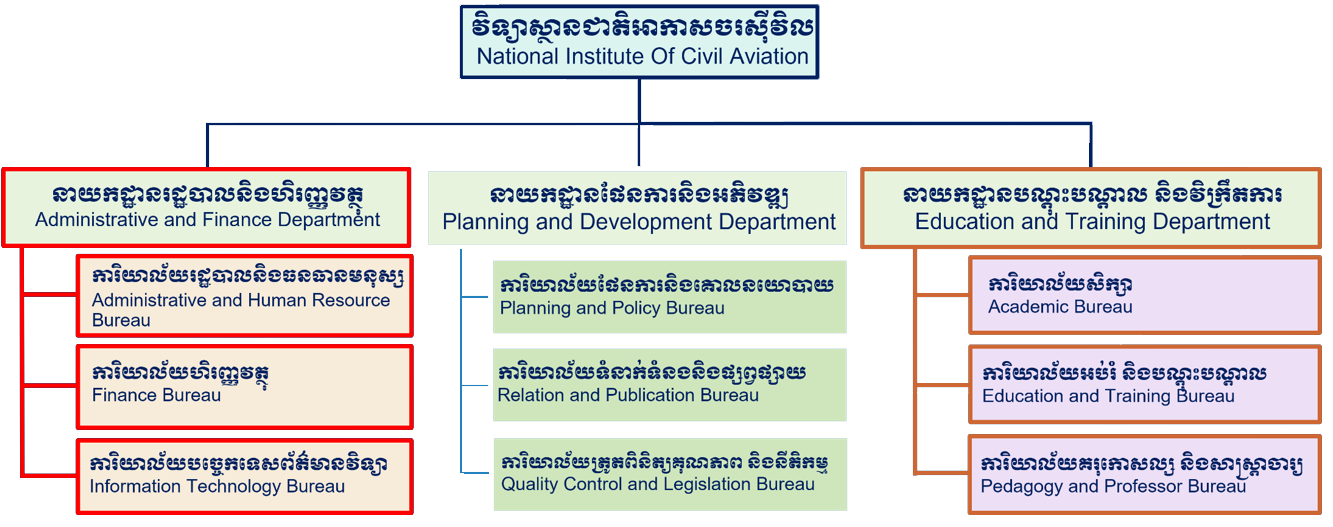 វិទ្យាស្ថានជាតិអាកាសចរស៊ីវិល
National Institute Of Civil Aviation
នាយកដ្ឋានរដ្ឋបាលនិងហិរញ្ញវត្ថុ
Administrative and Finance Department
ការិយាល័យរដ្ឋបាលនិងធនធានមនុស្ស
Administrative and Human Resource
Bureau
ការិយាល័យហិរញ្ញវត្ថុ
Finance Bureau
ការិយាល័យបច្ចេកទេសព័ត៌មានវិទ្យា
Information Technology Bureau
នាយកដ្ឋានផែនការនិងអភិវឌ្ឍ
Planning and Development Department
ការិយាល័យផែនការនិងគោលនយោបាយ
Planning and Policy Bureau
ការិយាល័យទំនាក់ទំនងនិងផ្សព្វផ្សាយ
Relation and Publication Bureau
ការិយាល័យត្រួតពិនិត្យគុណភាព និងនីតិកម្ម
Quality Control and Legislation Bureau
នាយកដ្ឋានបណ្តុះបណ្តាល និងវិក្រឹតការ
Education and Training Department
ការិយាល័យសិក្សា
Academic Bureau
ការិយាល័យអប់រំ និងបណ្តុះបណ្តាល
Education and Training Bureau
ការិយាល័យគរុកោសល្យ និងសាស្ត្រាចារ្យ
Pedagogy and Professor Bureau